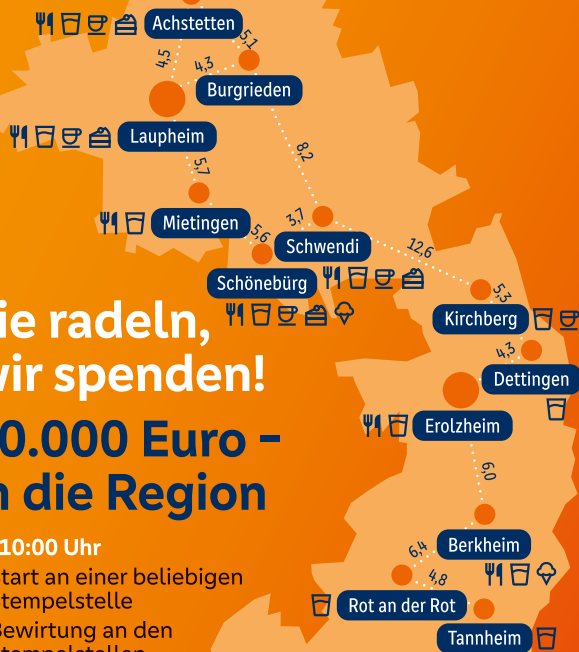 Achstetten
5,1
4,5
4,3
Burgrieden
Laupheim
8,2
5,7
Mietingen
3,7
5,6
Schwendi
12,6
Schönebürg
5,3
Kirchberg
ie radeln,
wir spenden!
4,3
Dettingen
0.000 Euro –
Erolzheim
n die Region
6,0
10:00 Uhr
Berkheim
6,4
tart an einer beliebigen
4,8
tempelstelle
Rot an der Rot
Bewirtung an den
Tannheim
tempelstellen